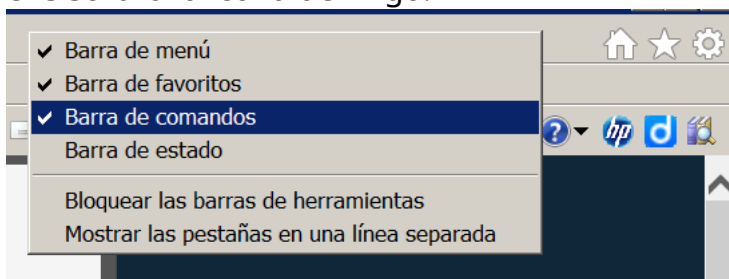 Barra de menú
Barra de favoritos
Barra de comandos
Barra de estado
Bloquear las barras de herramientas
Mostrar las pestañas en una línea separada
?
hp
d